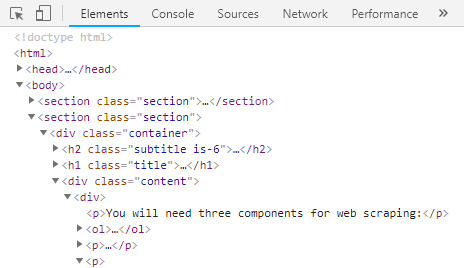 Elements Console Sources Network Performance »
<!doctype html>
<html>
▶<head>…</head>
▼<body>
▶<section class="section">…</section>
▼<section class="section">
▼<div class="container">
▶<h2 class="subtitle is-6">…</h2>
▶<h1 class="title">…</h1>
▼<div class="content">
▼<div>
<p>You will need three components for web scraping:</p>
▶<ol>…</ol>
▶<p>…</p>
▼<p>